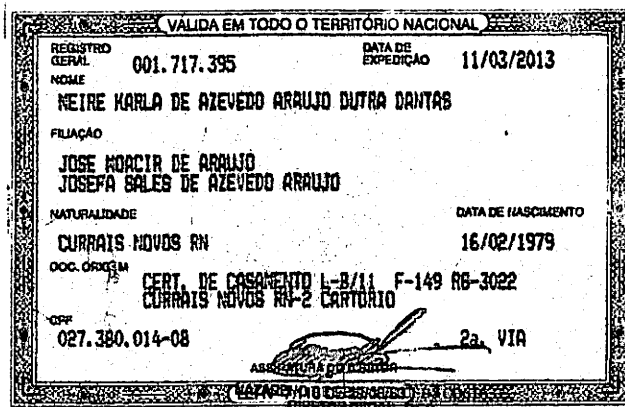 VÁLIDA EM TODO O TERRITÓRIO NACIONAL
REGISTRO GERAL 001.717.395 DATA DE EXPEDIÇÃO 11/03/2013
NOME
NEIRE KARLA DE AZEVEDO ARAUJO DUTRA DANTAS
FILIAÇÃO
JOSE MOACIR DE ARAUJO
JOSEFA SALES DE AZEVEDO ARAUJO
NATURALIDADE DATA DE NASCIMENTO
CURRAIS NOVOS RN 16/02/1979
DOC. ORIGEM
CERT. DE CASAMENTO L-B/11 F-149 RG-3022
CURRAIS NOVOS RN-2 CARTORIO
CPF
027.380.014-08 2a. VIA
ASSINATURA DO DIRETOR